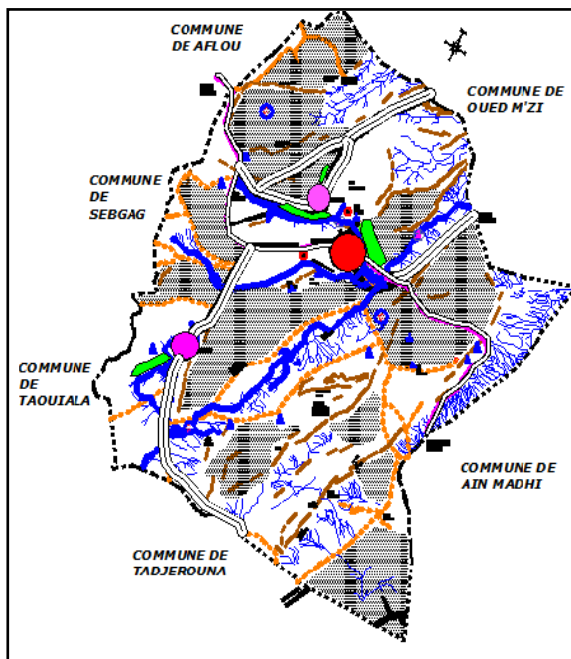 COMMUNE
DE AFLOU
COMMUNE DE
OUED M'ZI
COMMUNE
DE
SEBGAG
COMMUNE
DE
TAOUIALA
COMMUNE DE
AIN MADHI
COMMUNE DE
TADJEROUNA